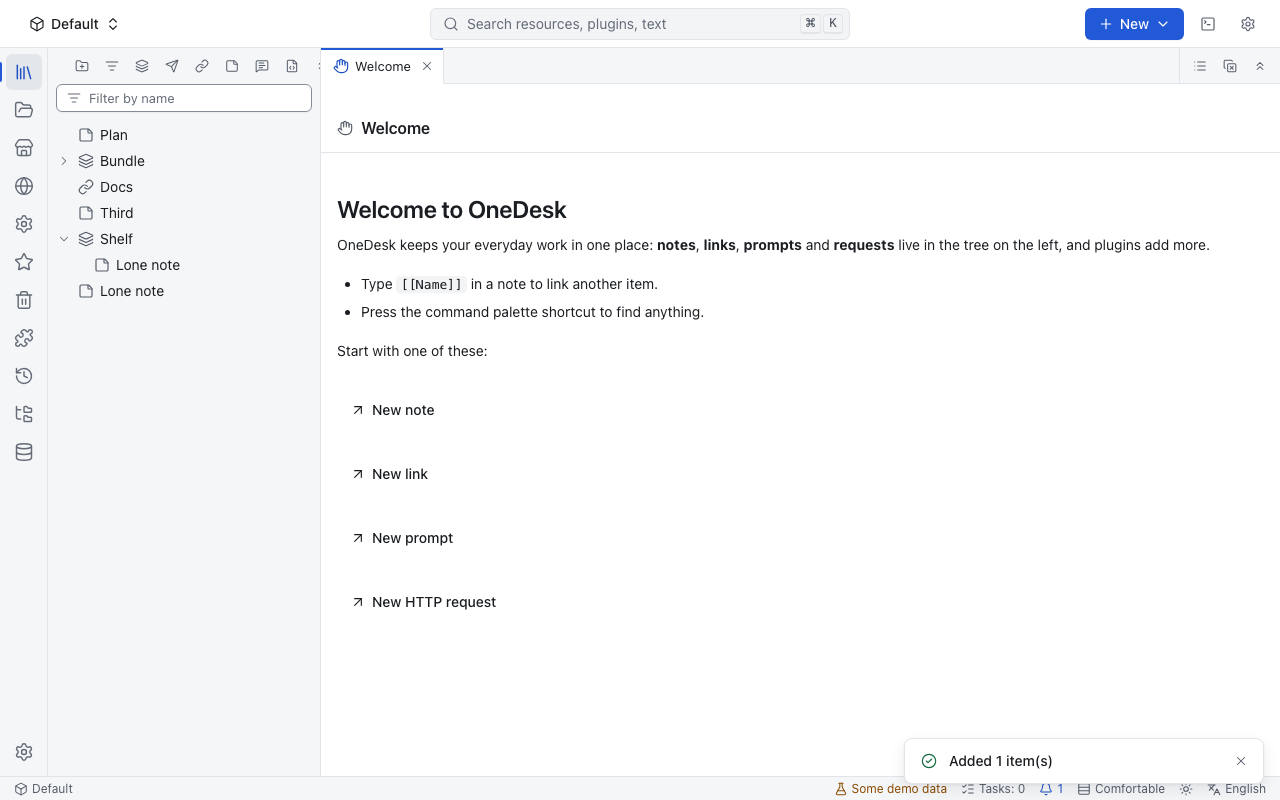 Default
Search resources, plugins, text
⌘ K
New
Welcome
Filter by name
Plan
Bundle
Docs
Third
Shelf
Lone note
Lone note
Welcome
Welcome to OneDesk
OneDesk keeps your everyday work in one place: notes, links, prompts and requests live in the tree on the left, and plugins add more.
Type [[Name]] in a note to link another item.
Press the command palette shortcut to find anything.
Start with one of these:
New note
New link
New prompt
New HTTP request
Added 1 item(s)
Default
Some demo data
Tasks: 0
1
Comfortable
English